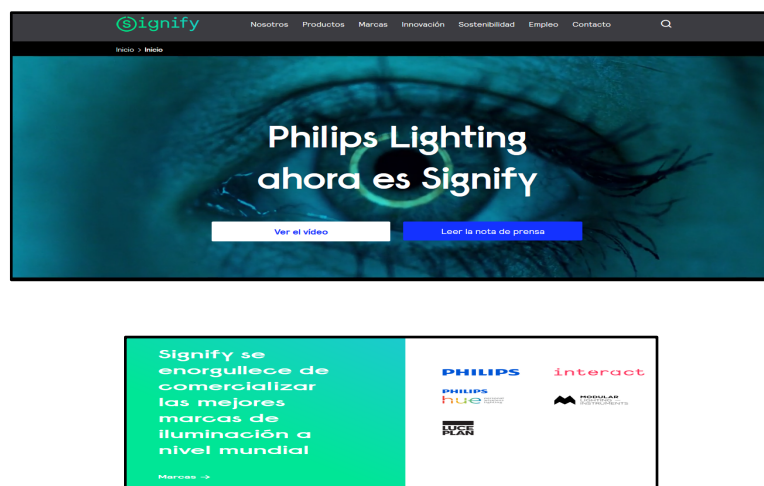 Signify
Nosotros Productos Marcas Innovación Sostenibilidad Empleo Contacto
Inicio > Inicio
Philips Lighting
ahora es Signify
Ver el vídeo
Leer la nota de prensa
Signify se
enorgullece de
comercializar
las mejores
marcas de
iluminación a
nivel mundial
Marcas →
PHILIPS interact
PHILIPS
hue
MODULAR
LIGHTING
INSTRUMENTS
LUCE
PLAN